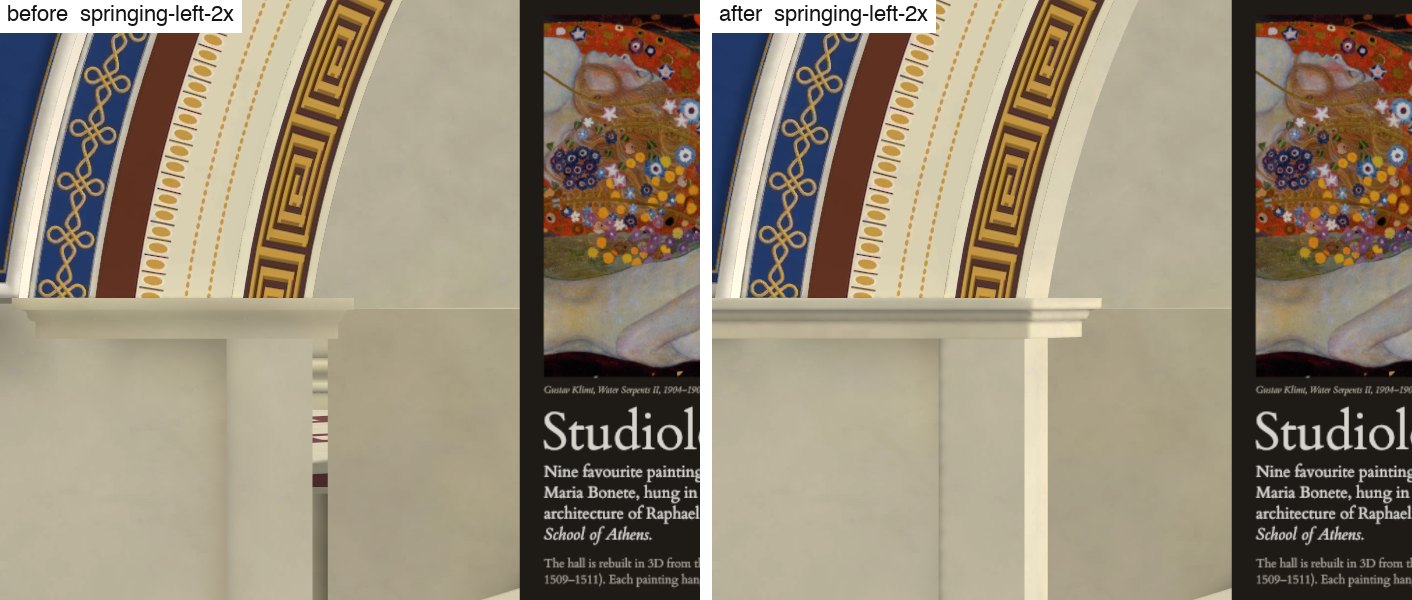 before springing-left-2x
after springing-left-2x
Gustav Klimt, Water Serpents II, 1904–190
Studiol
Nine favourite painting
Maria Bonete, hung in
architecture of Raphael
School of Athens.
The hall is rebuilt in 3D from th
1509–1511). Each painting han
Gustav Klimt, Water Serpents II, 1904–19
Studiol
Nine favourite painting
Maria Bonete, hung in
architecture of Raphael
School of Athens.
The hall is rebuilt in 3D from t
1509–1511). Each painting han